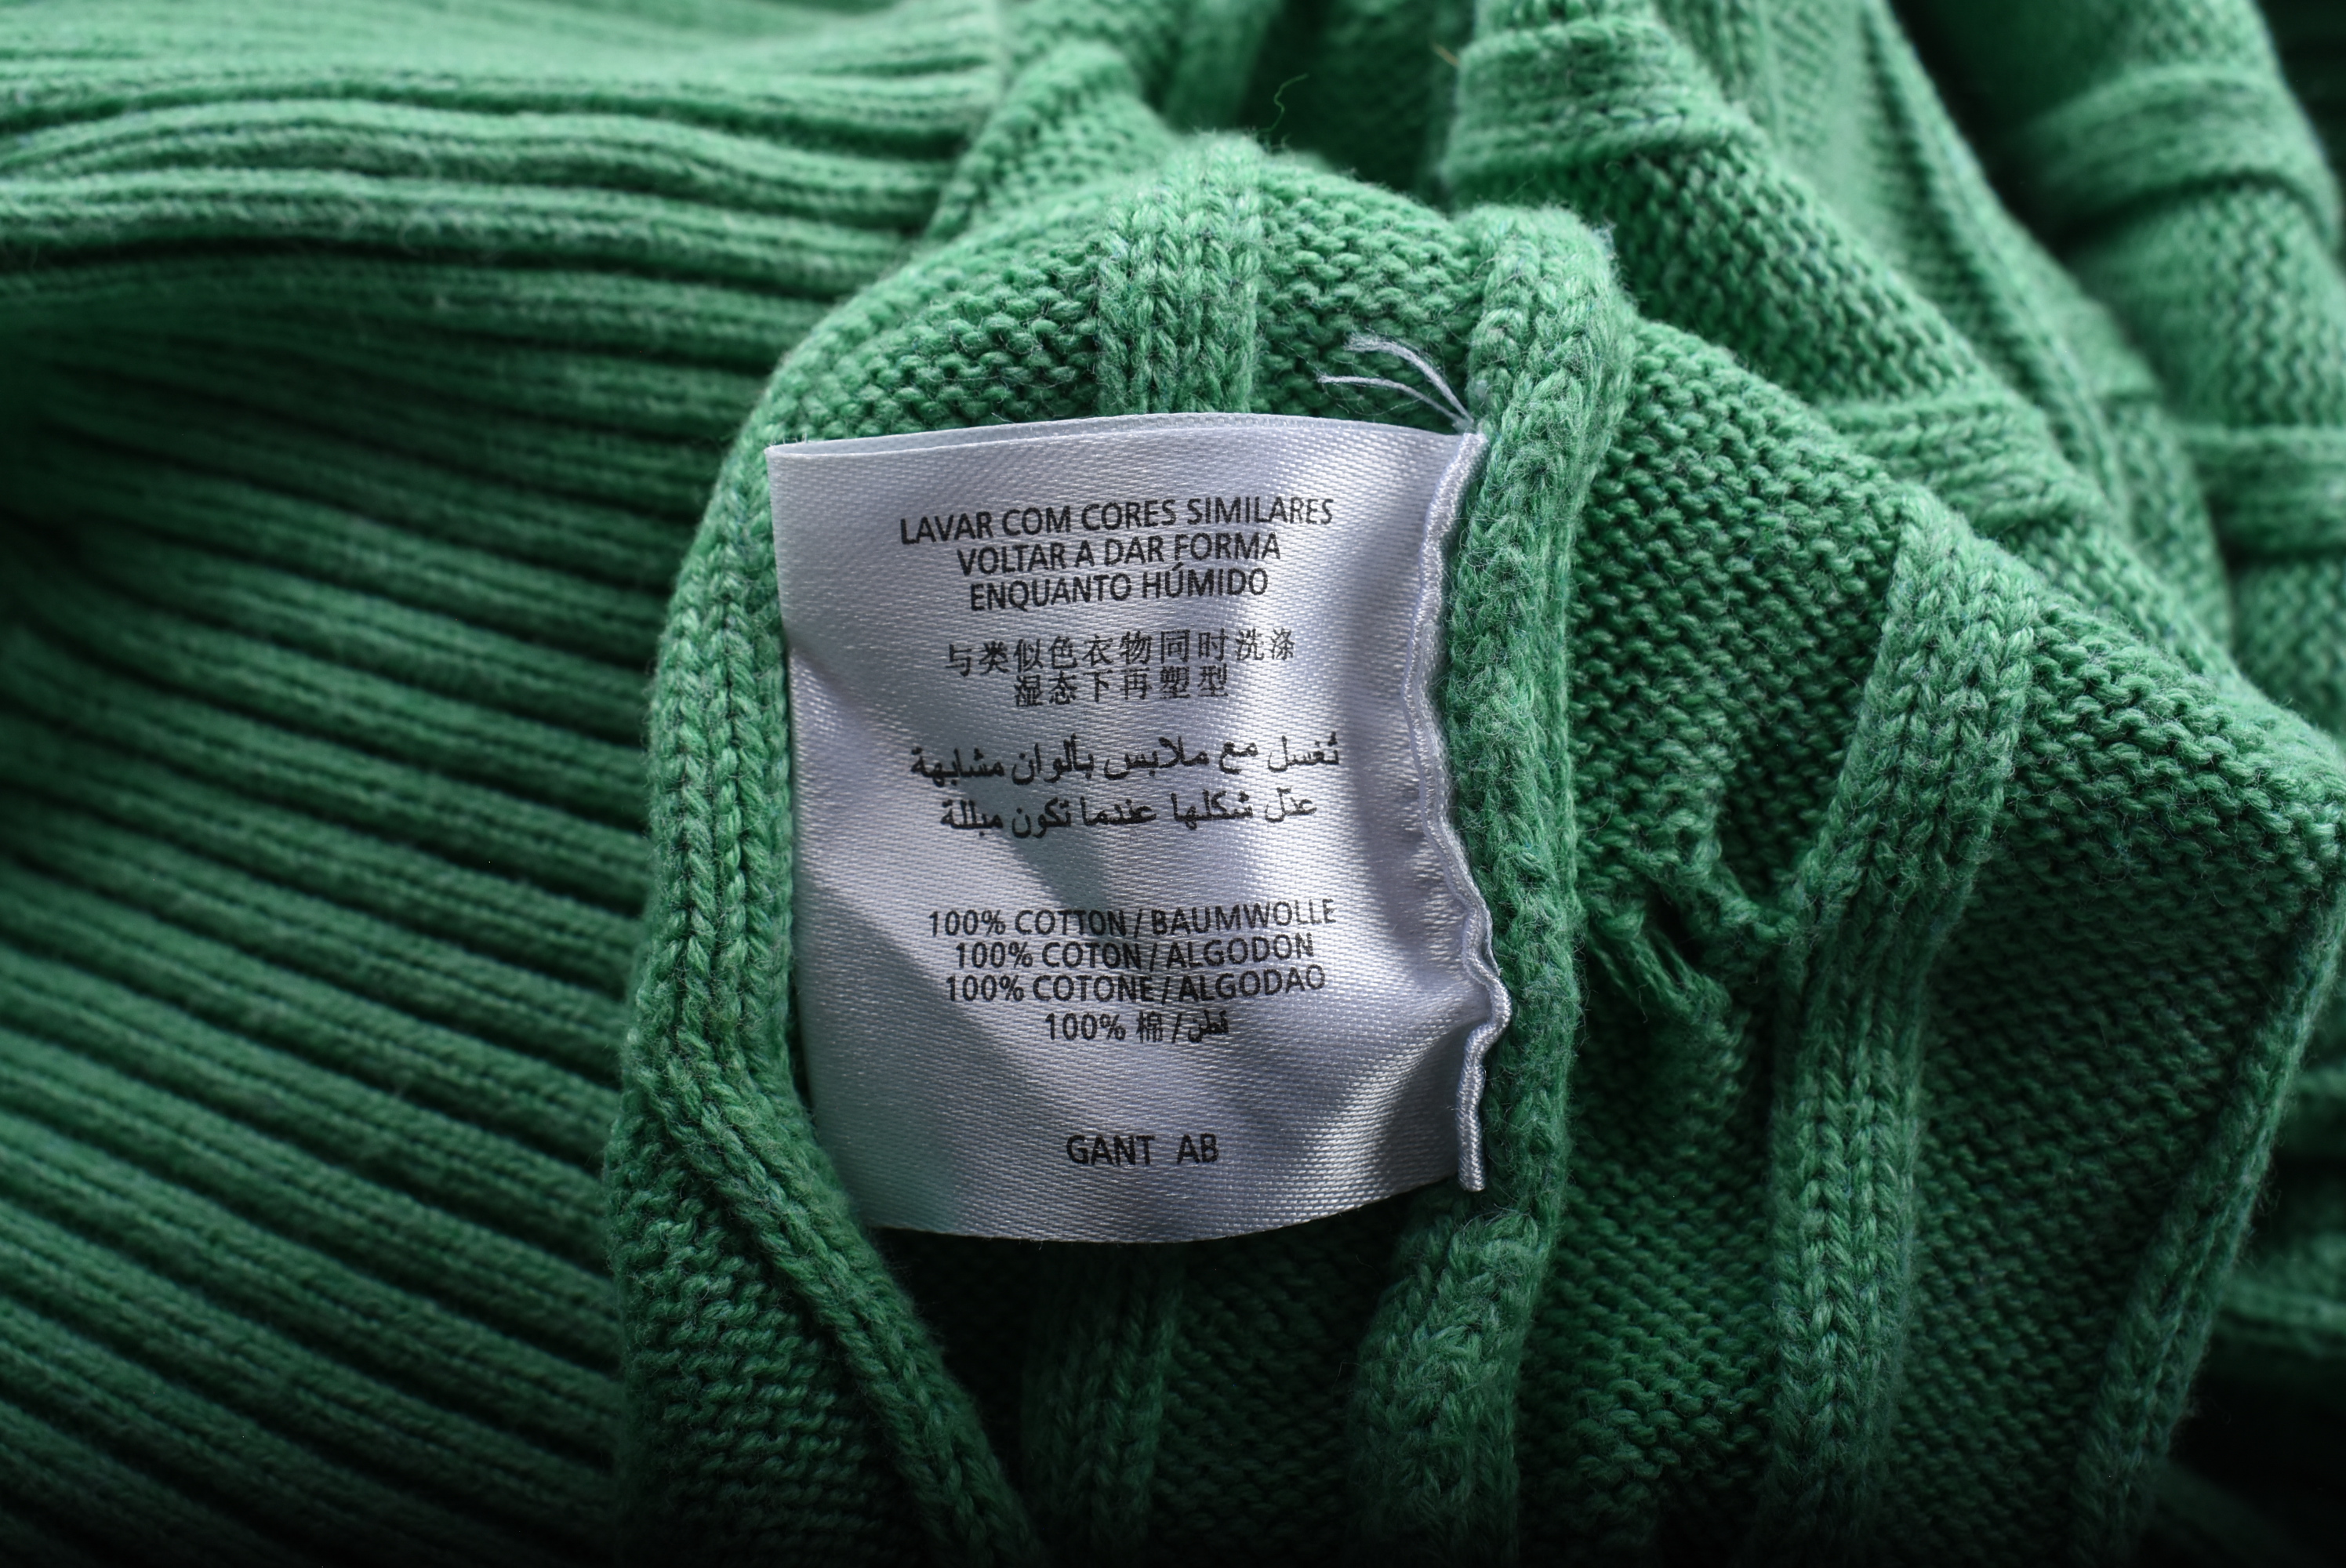 LAVAR COM CORES SIMILARES
VOLTAR A DAR FORMA
ENQUANTO HÚMIDO
与类似色衣物同时洗涤
湿态下再塑型
تغسل مع ملابس بألوان مشابهة
عدّل شكلها عندما تكون مبللة
100% COTTON / BAUMWOLLE
100% COTON / ALGODON
100% COTONE / ALGODAO
100% 棉 / قطن
GANT AB